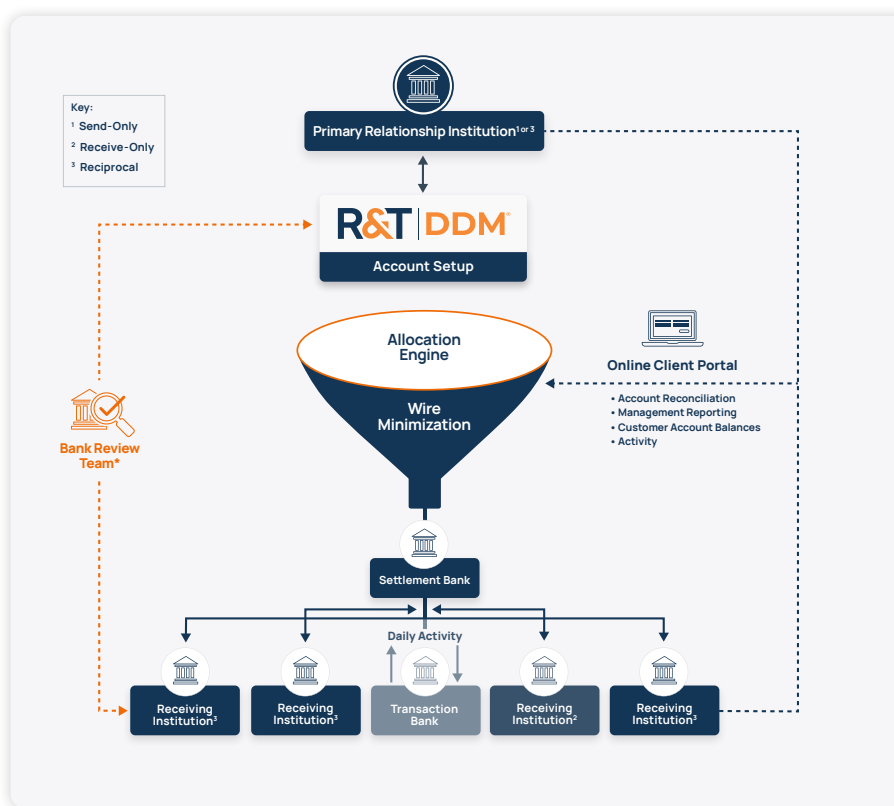 Key:
¹ Send-Only
² Receive-Only
³ Reciprocal
Primary Relationship Institution¹ ᵒʳ ³
R&T | DDM®
Account Setup
Allocation
Engine
Wire
Minimization
Online Client Portal
• Account Reconciliation
• Management Reporting
• Customer Account Balances
• Activity
Bank Review
Team*
Settlement Bank
Daily Activity
Receiving
Institution³
Receiving
Institution³
Transaction
Bank
Receiving
Institution²
Receiving
Institution³